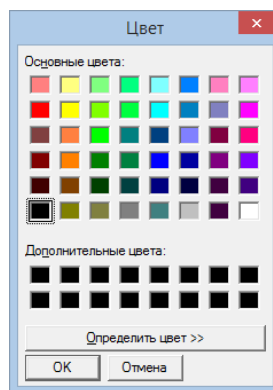 Цвет
Основные цвета:
Дополнительные цвета:
Определить цвет >>
OK
Отмена